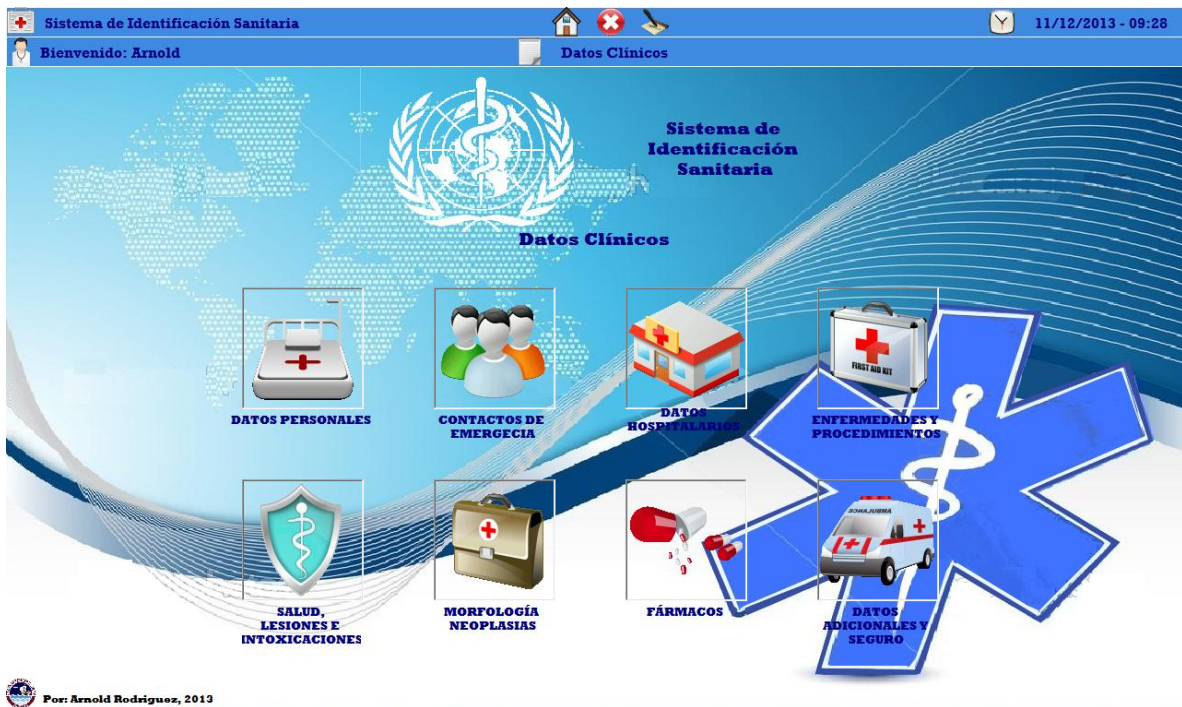 Sistema de Identificación Sanitaria
11/12/2013 - 09:28
Bienvenido: Arnold
Datos Clínicos
Sistema de
Identificación
Sanitaria
Datos Clínicos
FIRST AID KIT
DATOS PERSONALES
CONTACTOS DE
EMERGECIA
DATOS
HOSPITALARIOS
ENFERMEDADES Y
PROCEDIMIENTOS
AMBULANCE
SALUD,
LESIONES E
INTOXICACIONES
MORFOLOGÍA
NEOPLASIAS
FÁRMACOS
DATOS
ADICIONALES Y
SEGURO
Por: Arnold Rodriguez, 2013